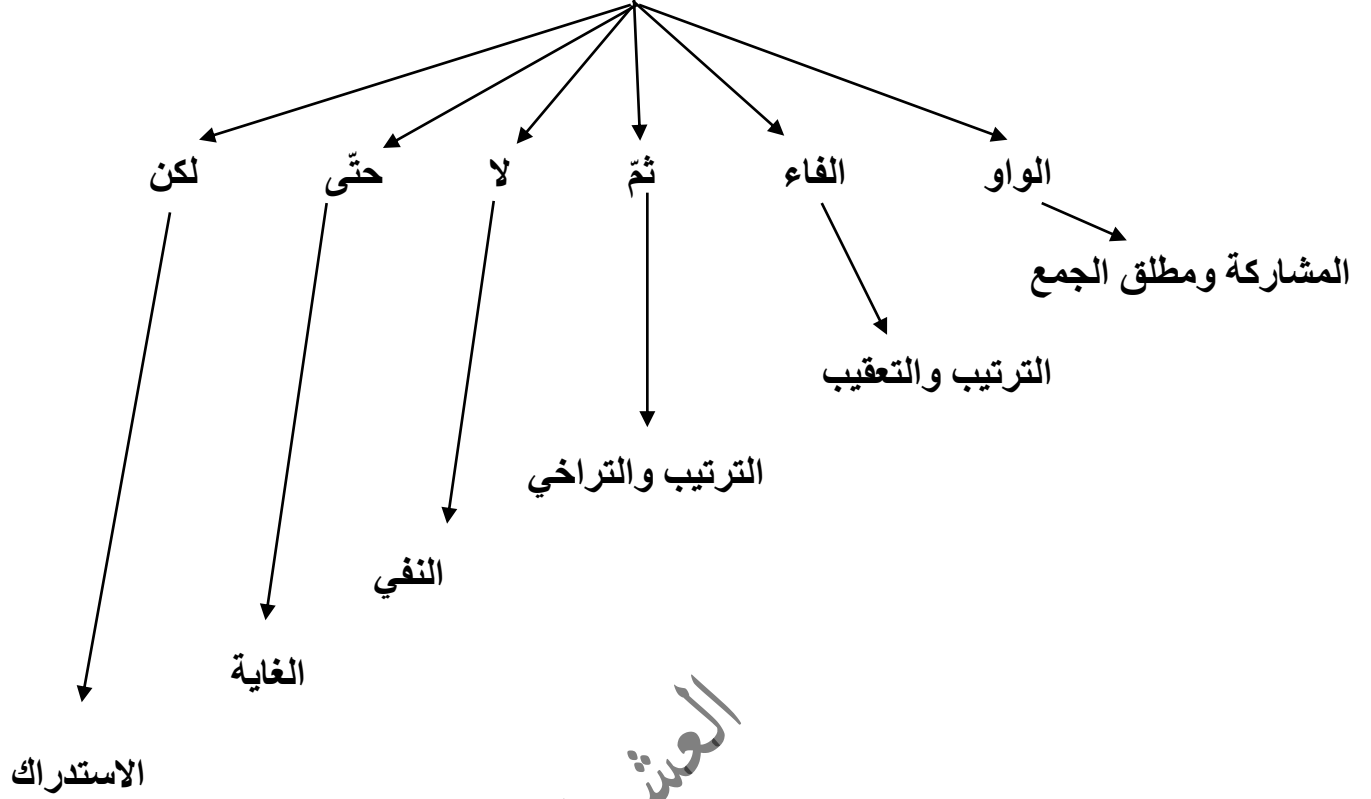 الواو الفاء ثمّ لا حتّى لكن
المشاركة ومطلق الجمع
الترتيب والتعقيب
الترتيب والتراخي
النفي
الغاية
الاستدراك